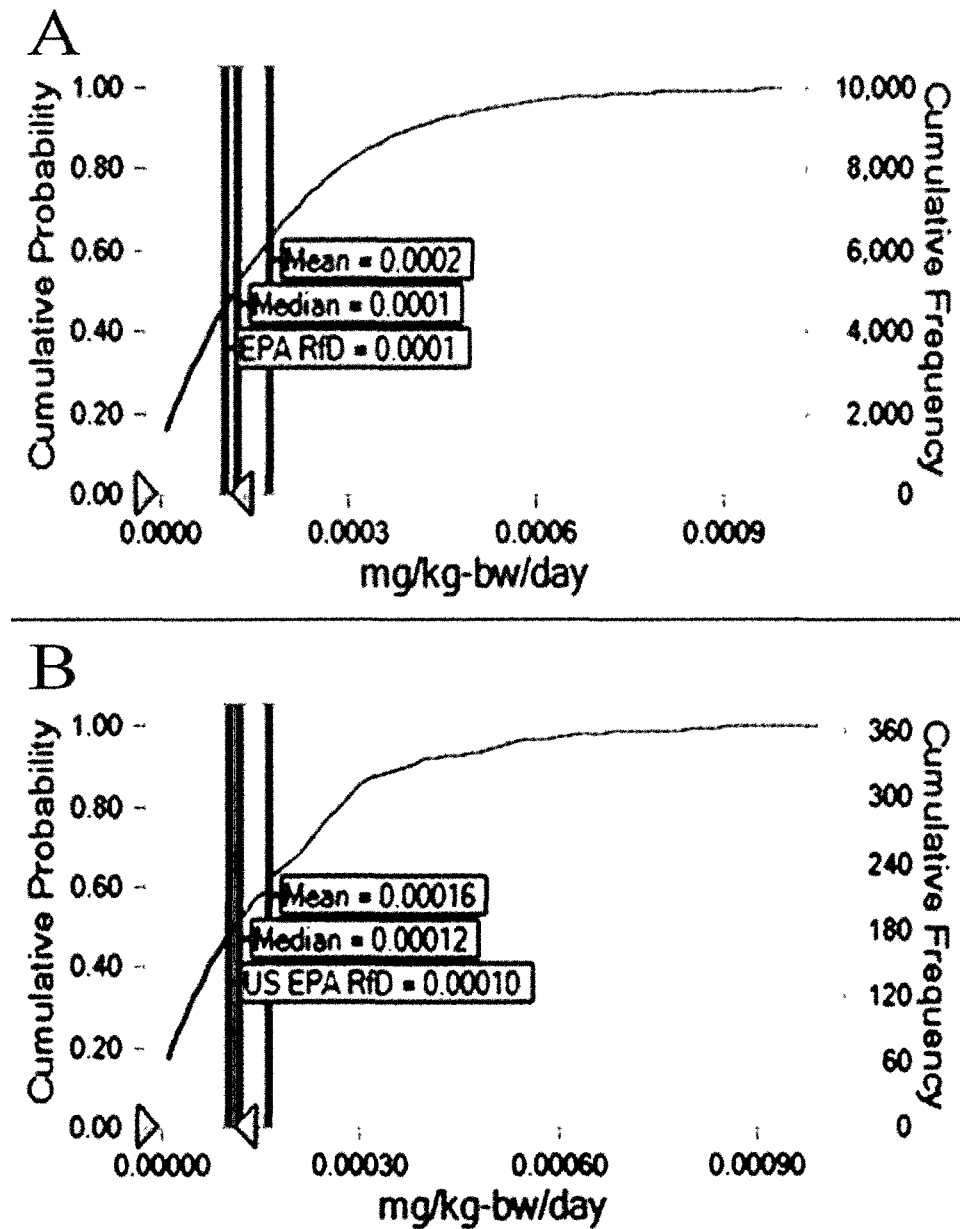 A
Cumulative Probability
1.00
0.80
0.60
0.40
0.20
0.00
Mean = 0.0002
Median = 0.0001
EPA RfD = 0.0001
10,000
8,000
6,000
4,000
2,000
0
Cumulative Frequency
0.0000 0.0003 0.0006 0.0009
mg/kg-bw/day
B
Cumulative Probability
1.00
0.80
0.60
0.40
0.20
0.00
Mean = 0.00016
Median = 0.00012
US EPA RfD = 0.00010
360
300
240
180
120
60
0
Cumulative Frequency
0.00000 0.00030 0.00060 0.00090
mg/kg-bw/day